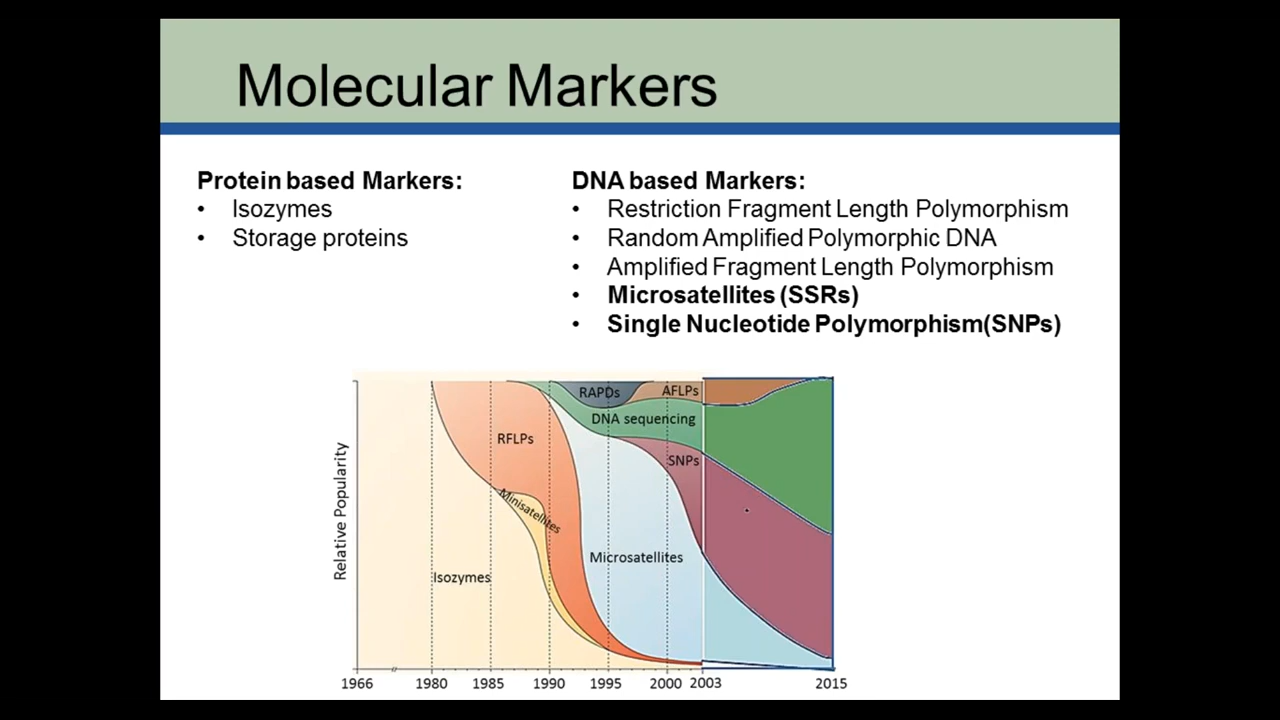 Molecular Markers
Protein based Markers:
• Isozymes
• Storage proteins
DNA based Markers:
• Restriction Fragment Length Polymorphism
• Random Amplified Polymorphic DNA
• Amplified Fragment Length Polymorphism
• Microsatellites (SSRs)
• Single Nucleotide Polymorphism(SNPs)
Relative Popularity
RAPDs
AFLPs
DNA sequencing
RFLPs
SNPs
Minisatellites
Microsatellites
Isozymes
1966 1980 1985 1990 1995 2000 2003 2015